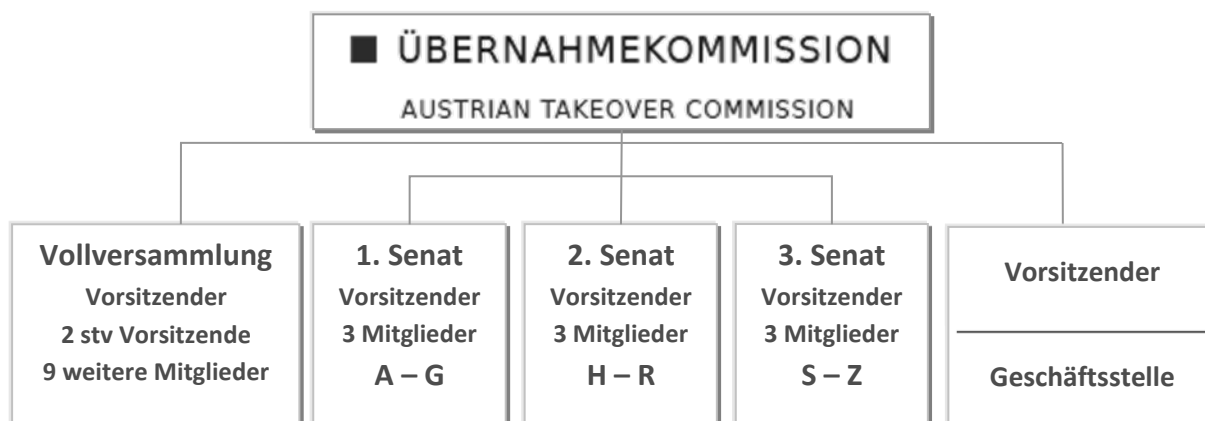 ■ ÜBERNAHMEKOMMISSION
AUSTRIAN TAKEOVER COMMISSION
Vollversammlung
Vorsitzender
2 stv Vorsitzende
9 weitere Mitglieder
1. Senat
Vorsitzender
3 Mitglieder
A – G
2. Senat
Vorsitzender
3 Mitglieder
H – R
3. Senat
Vorsitzender
3 Mitglieder
S – Z
Vorsitzender
Geschäftsstelle